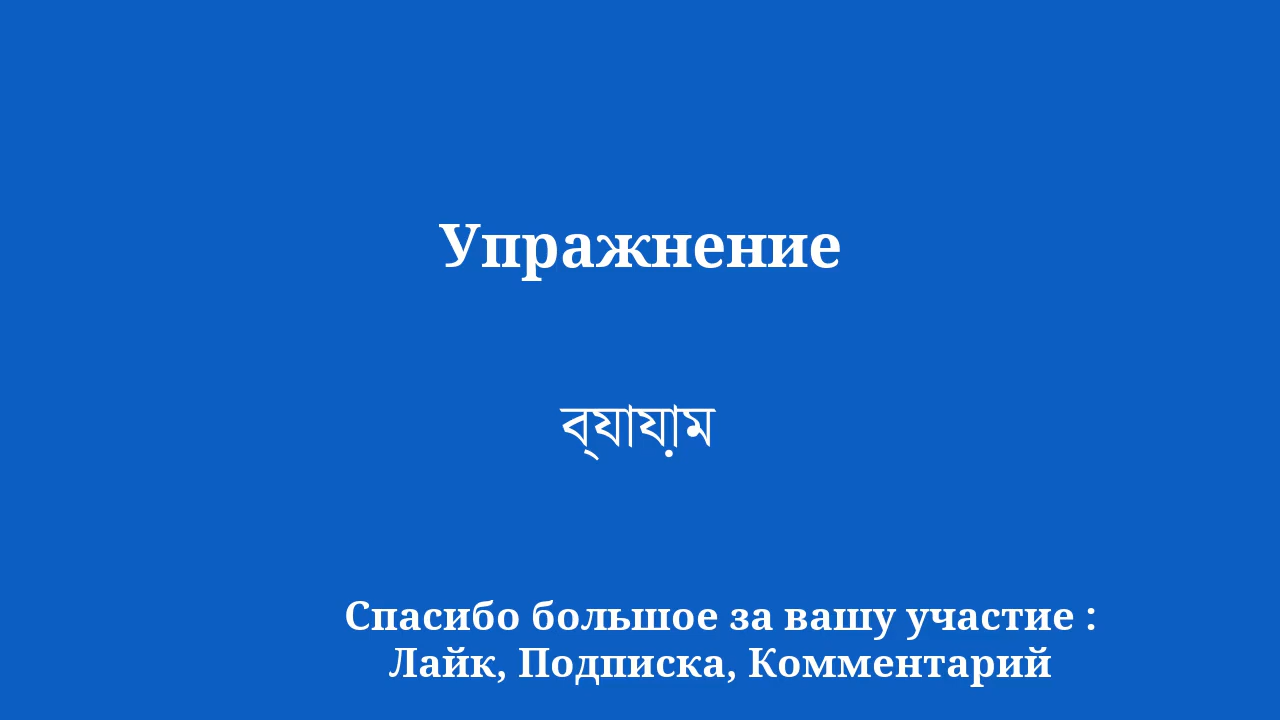 Упражнение
ব্যায়াম
Спасибо большое за вашу участие :
Лайк, Подписка, Комментарий